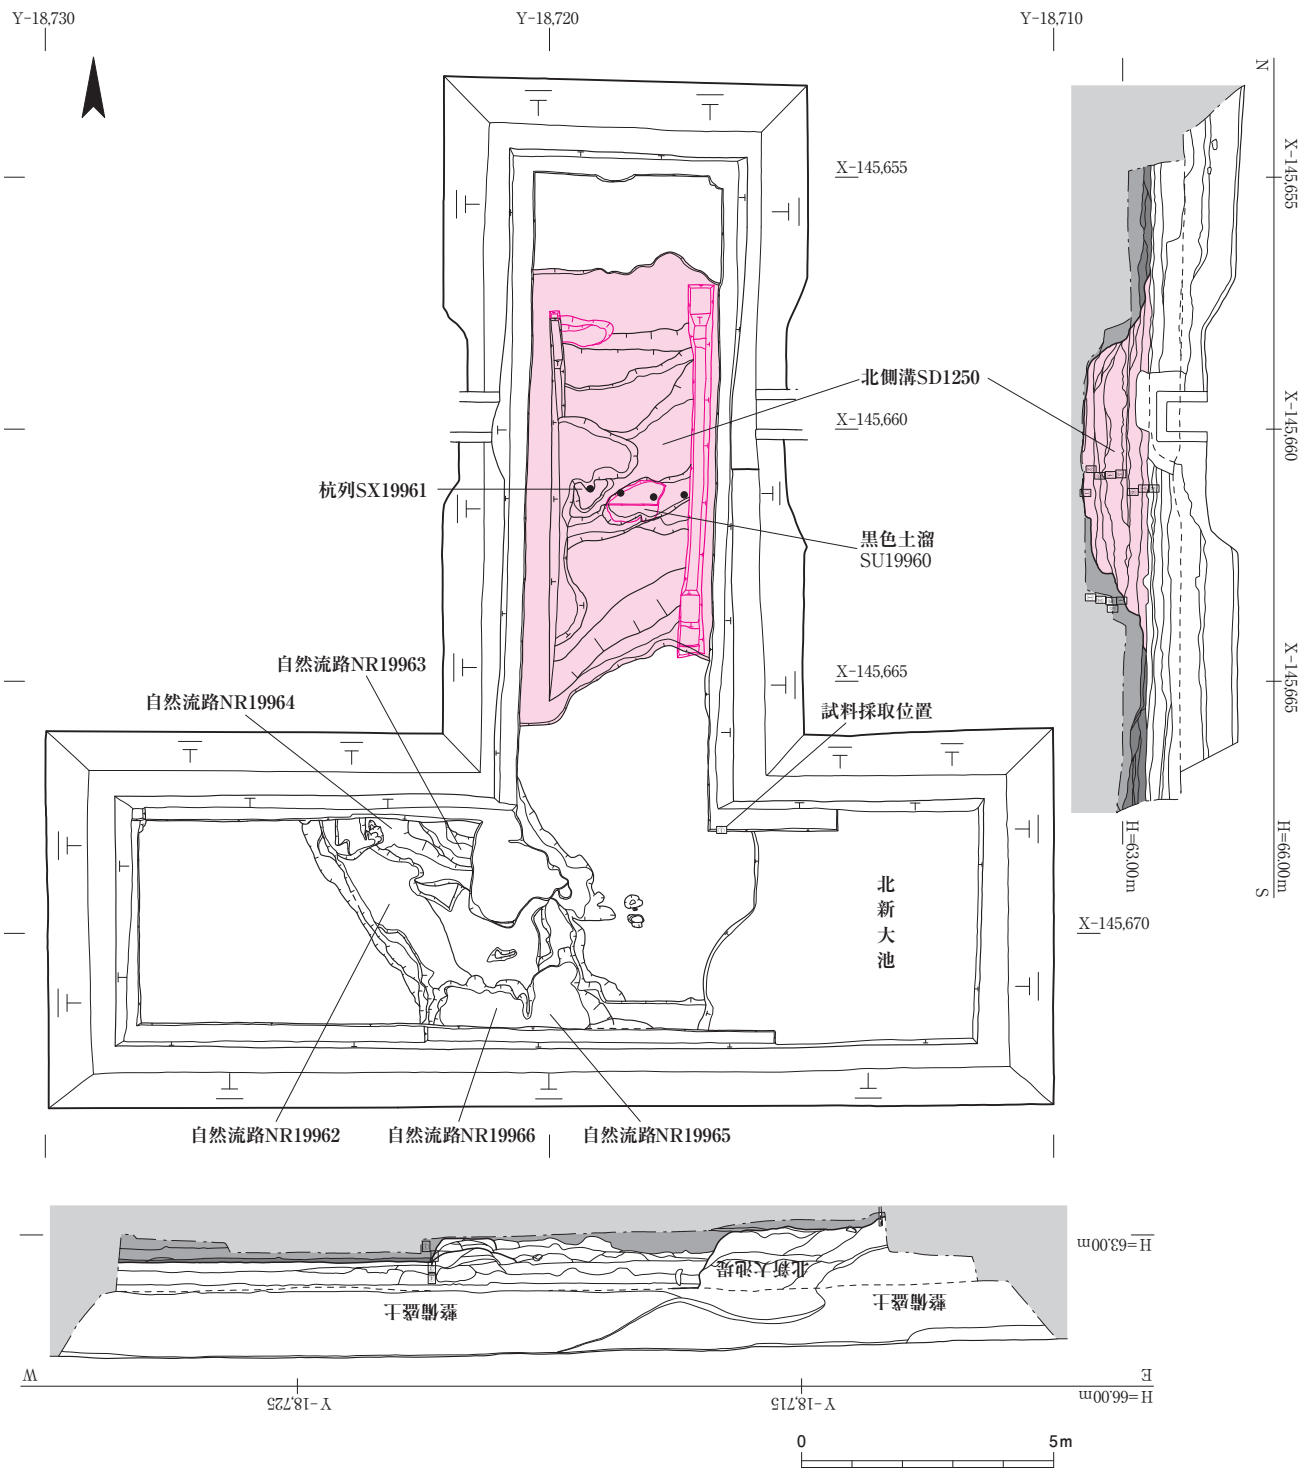 Y-18,730
Y-18,720
Y-18,710
N
X-145,655
X-145,655
北側溝SD1250
X-145,660
X-145,660
杭列SX19961
黒色土溜
SU19960
自然流路NR19963
X-145,665
X-145,665
自然流路NR19964
試料採取位置
H=63.00m
H=66.00m
S
北新大池
X-145,670
自然流路NR19962
自然流路NR19966
自然流路NR19965
H=63.00m
北新大池堤
整備盛土
整備盛土
W
E
H=66.00m
Y-18,725
Y-18,715
0
5m